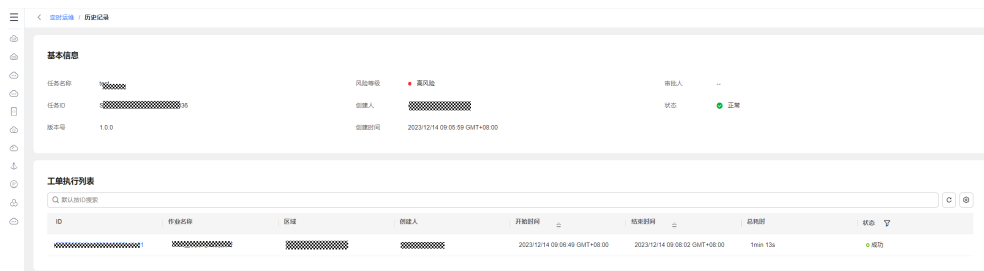 定时运维 / 历史记录
基本信息
任务名称 风险等级 高风险 审批人 --
任务ID 36 创建人 状态 正常
版本号 1.0.0 创建时间 2023/12/14 09:05:59 GMT+08:00
工单执行列表
默认按ID搜索
ID 作业名称 区域 创建人 开始时间 结束时间 总耗时 状态
1 2023/12/14 09:06:49 GMT+08:00 2023/12/14 09:08:02 GMT+08:00 1min 13s 成功